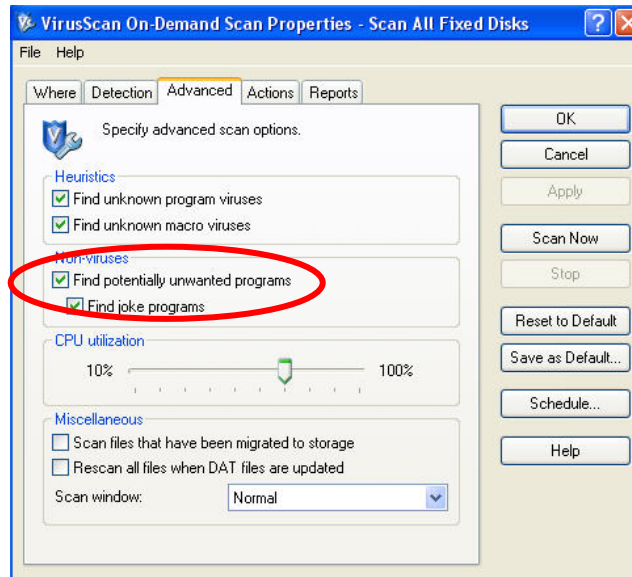 VirusScan On-Demand Scan Properties - Scan All Fixed Disks
File Help
Where Detection Advanced Actions Reports
Specify advanced scan options.
Heuristics
Find unknown program viruses
Find unknown macro viruses
Non-viruses
Find potentially unwanted programs
Find joke programs
CPU utilization
10% 100%
Miscellaneous
Scan files that have been migrated to storage
Rescan all files when DAT files are updated
Scan window: Normal
OK
Cancel
Apply
Scan Now
Stop
Reset to Default
Save as Default...
Schedule...
Help